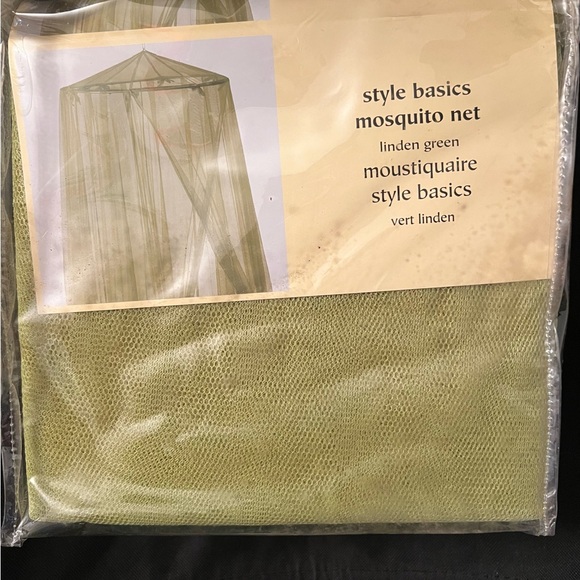 style basics
mosquito net
linden green
moustiquaire
style basics
vert linden